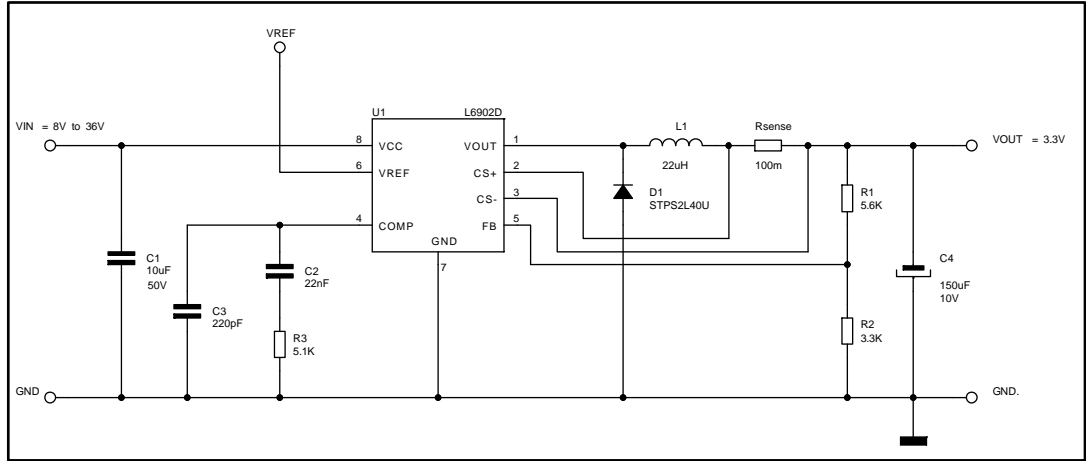 VREF
U1 L6902D
VIN = 8V to 36V
8 VCC
6 VREF
4 COMP
GND
7
VOUT 1
CS+ 2
CS- 3
FB 5
L1
22uH
Rsense
100m
VOUT = 3.3V
D1
STPS2L40U
R1
5.6K
C1
10uF
50V
C2
22nF
C3
220pF
R3
5.1K
R2
3.3K
C4
150uF
10V
GND
GND.